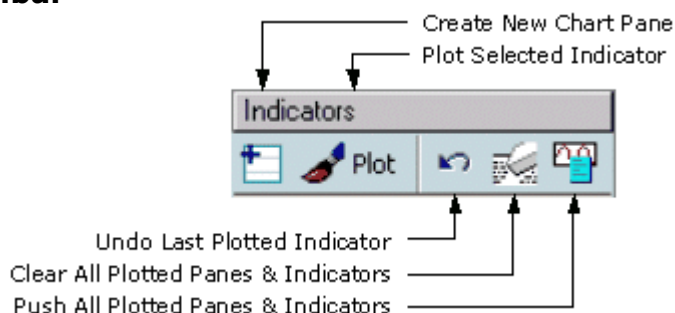 Create New Chart Pane
Plot Selected Indicator
Indicators
Plot
Undo Last Plotted Indicator
Clear All Plotted Panes & Indicators
Push All Plotted Panes & Indicators